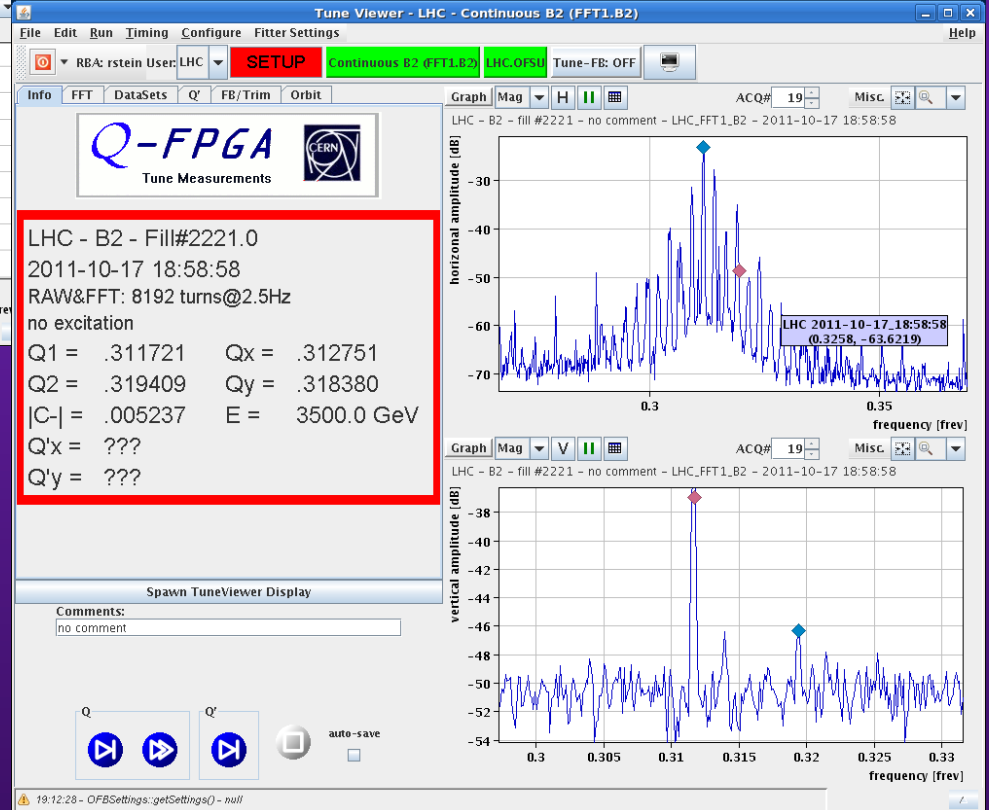 Tune Viewer - LHC - Continuous B2 (FFT1.B2)
File Edit Run Timing Configure Fitter Settings Help
RBA: rstein User: LHC SETUP Continuous B2 (FFT1.B2) LHC.OFSU Tune-FB: OFF
Info FFT DataSets Q' FB/Trim Orbit
Q-FPGA
Tune Measurements
CERN
LHC - B2 - Fill#2221.0
2011-10-17 18:58:58
RAW&FFT: 8192 turns@2.5Hz
no excitation
Q1 = .311721 Qx = .312751
Q2 = .319409 Qy = .318380
|C-| = .005237 E = 3500.0 GeV
Q'x = ???
Q'y = ???
Spawn TuneViewer Display
Comments:
no comment
Q Q'
auto-save
19:12:28 - OFBSettings::getSettings() - null
Graph Mag H ACQ# 19 Misc.
LHC - B2 - fill #2221 - no comment - LHC_FFT1_B2 - 2011-10-17 18:58:58
horizonal amplitude [dB]
-30
-40
-50
-60
-70
LHC 2011-10-17_18:58:58
(0.3258, -63.6219)
0.3 0.35
frequency [frev]
Graph Mag V ACQ# 19 Misc.
LHC - B2 - fill #2221 - no comment - LHC_FFT1_B2 - 2011-10-17 18:58:58
vertical amplitude [dB]
-38
-40
-42
-44
-46
-48
-50
-52
-54
0.3 0.305 0.31 0.315 0.32 0.325 0.33
frequency [frev]